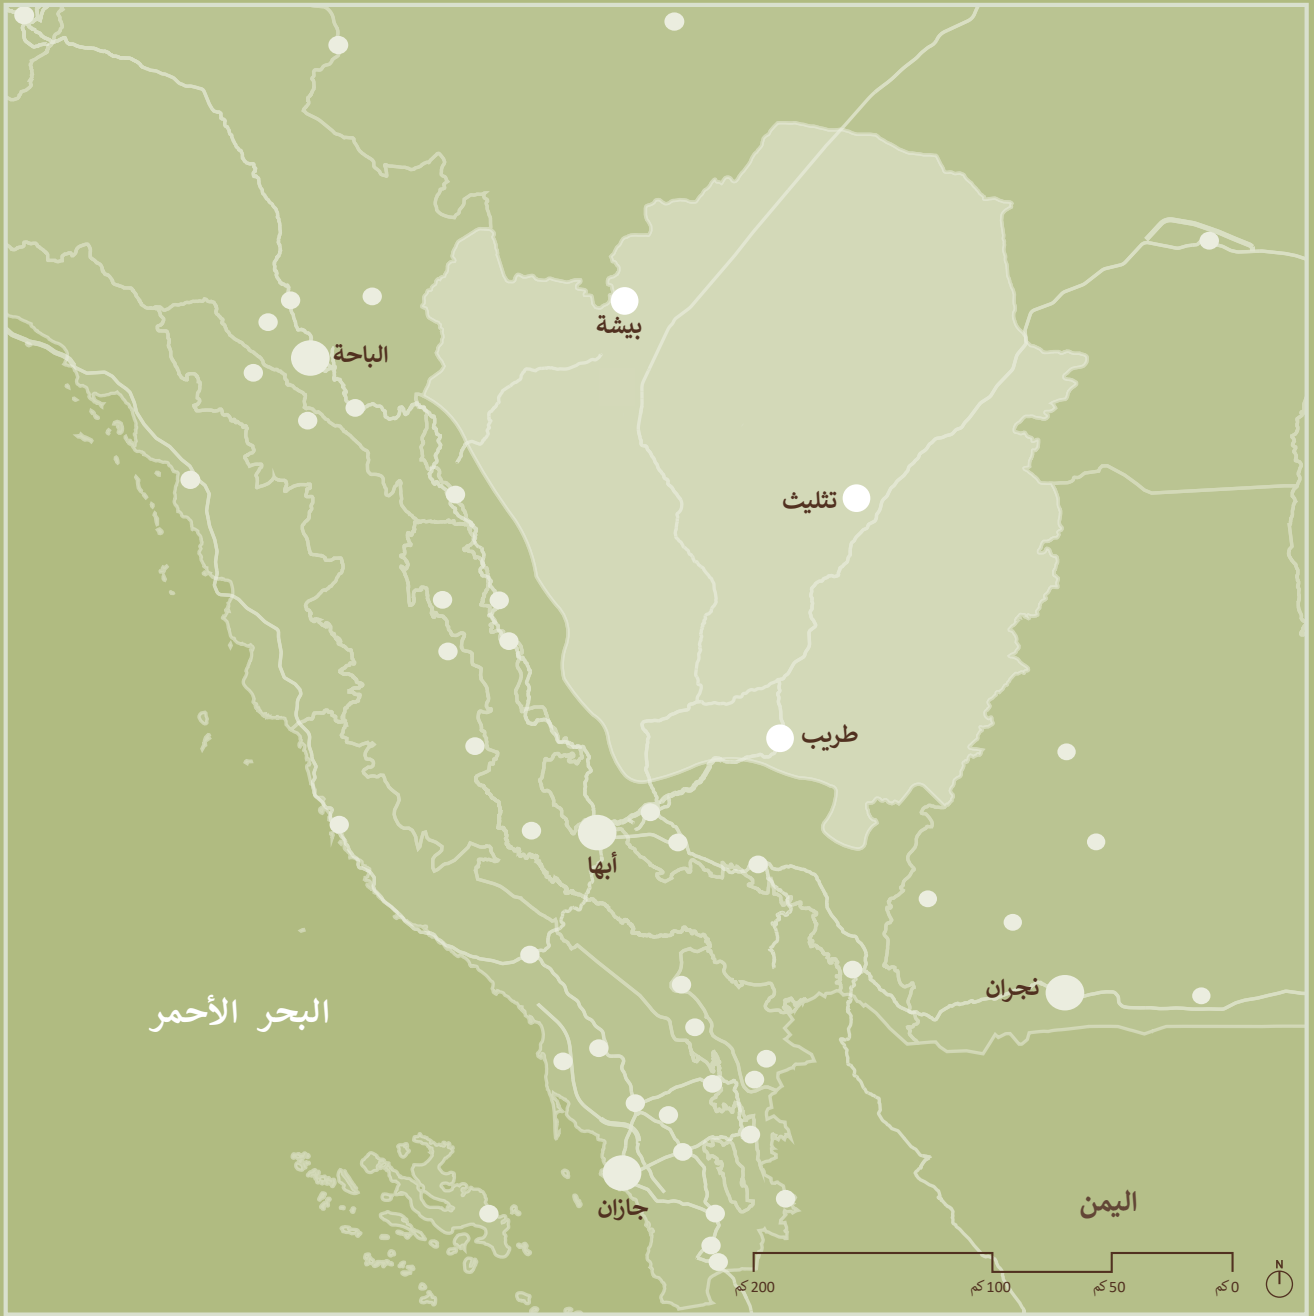 بيشة
الباحة
تثليث
طريب
أبها
نجران
البحر الأحمر
جازان
اليمن
N
200 كم
100 كم
50 كم
0 كم